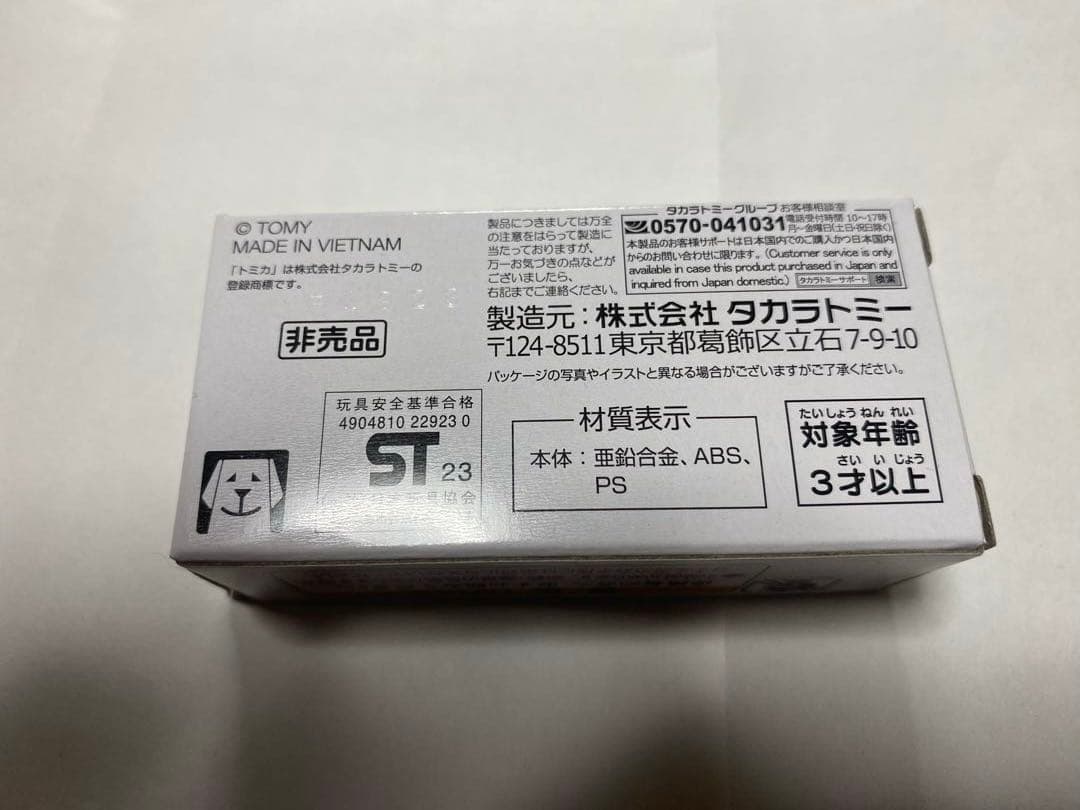 © TOMY
MADE IN VIETNAM
「トミカ」は株式会社タカラトミーの
登録商標です。
非売品
玩具安全基準合格
4904810 22923 0
ST 23
協会
製品につきましては万全
の注意をはらって製造に
当たっておりますが、
万一お気づきの点などが
ございましたら、
右記までご連絡ください。
タカラトミーグループ お客様相談室
0570-041031
電話受付時間 10〜17時
月〜金曜日(土・日・祝日除く)
本製品のお客様サポートは日本国内でのご購入かつ日本国内
からのお問い合わせに限ります。(Customer service is only
available in case this product purchased in Japan and
inquired from Japan domestic.)
タカラトミーサポート 検索
製造元：株式会社 タカラトミー
〒124-8511 東京都葛飾区立石7-9-10
パッケージの写真やイラストと異なる場合がございますがご了承ください。
材質表示
本体：亜鉛合金、ABS、
PS
たいしょうねんれい
対象年齢
さいいじょう
3才以上